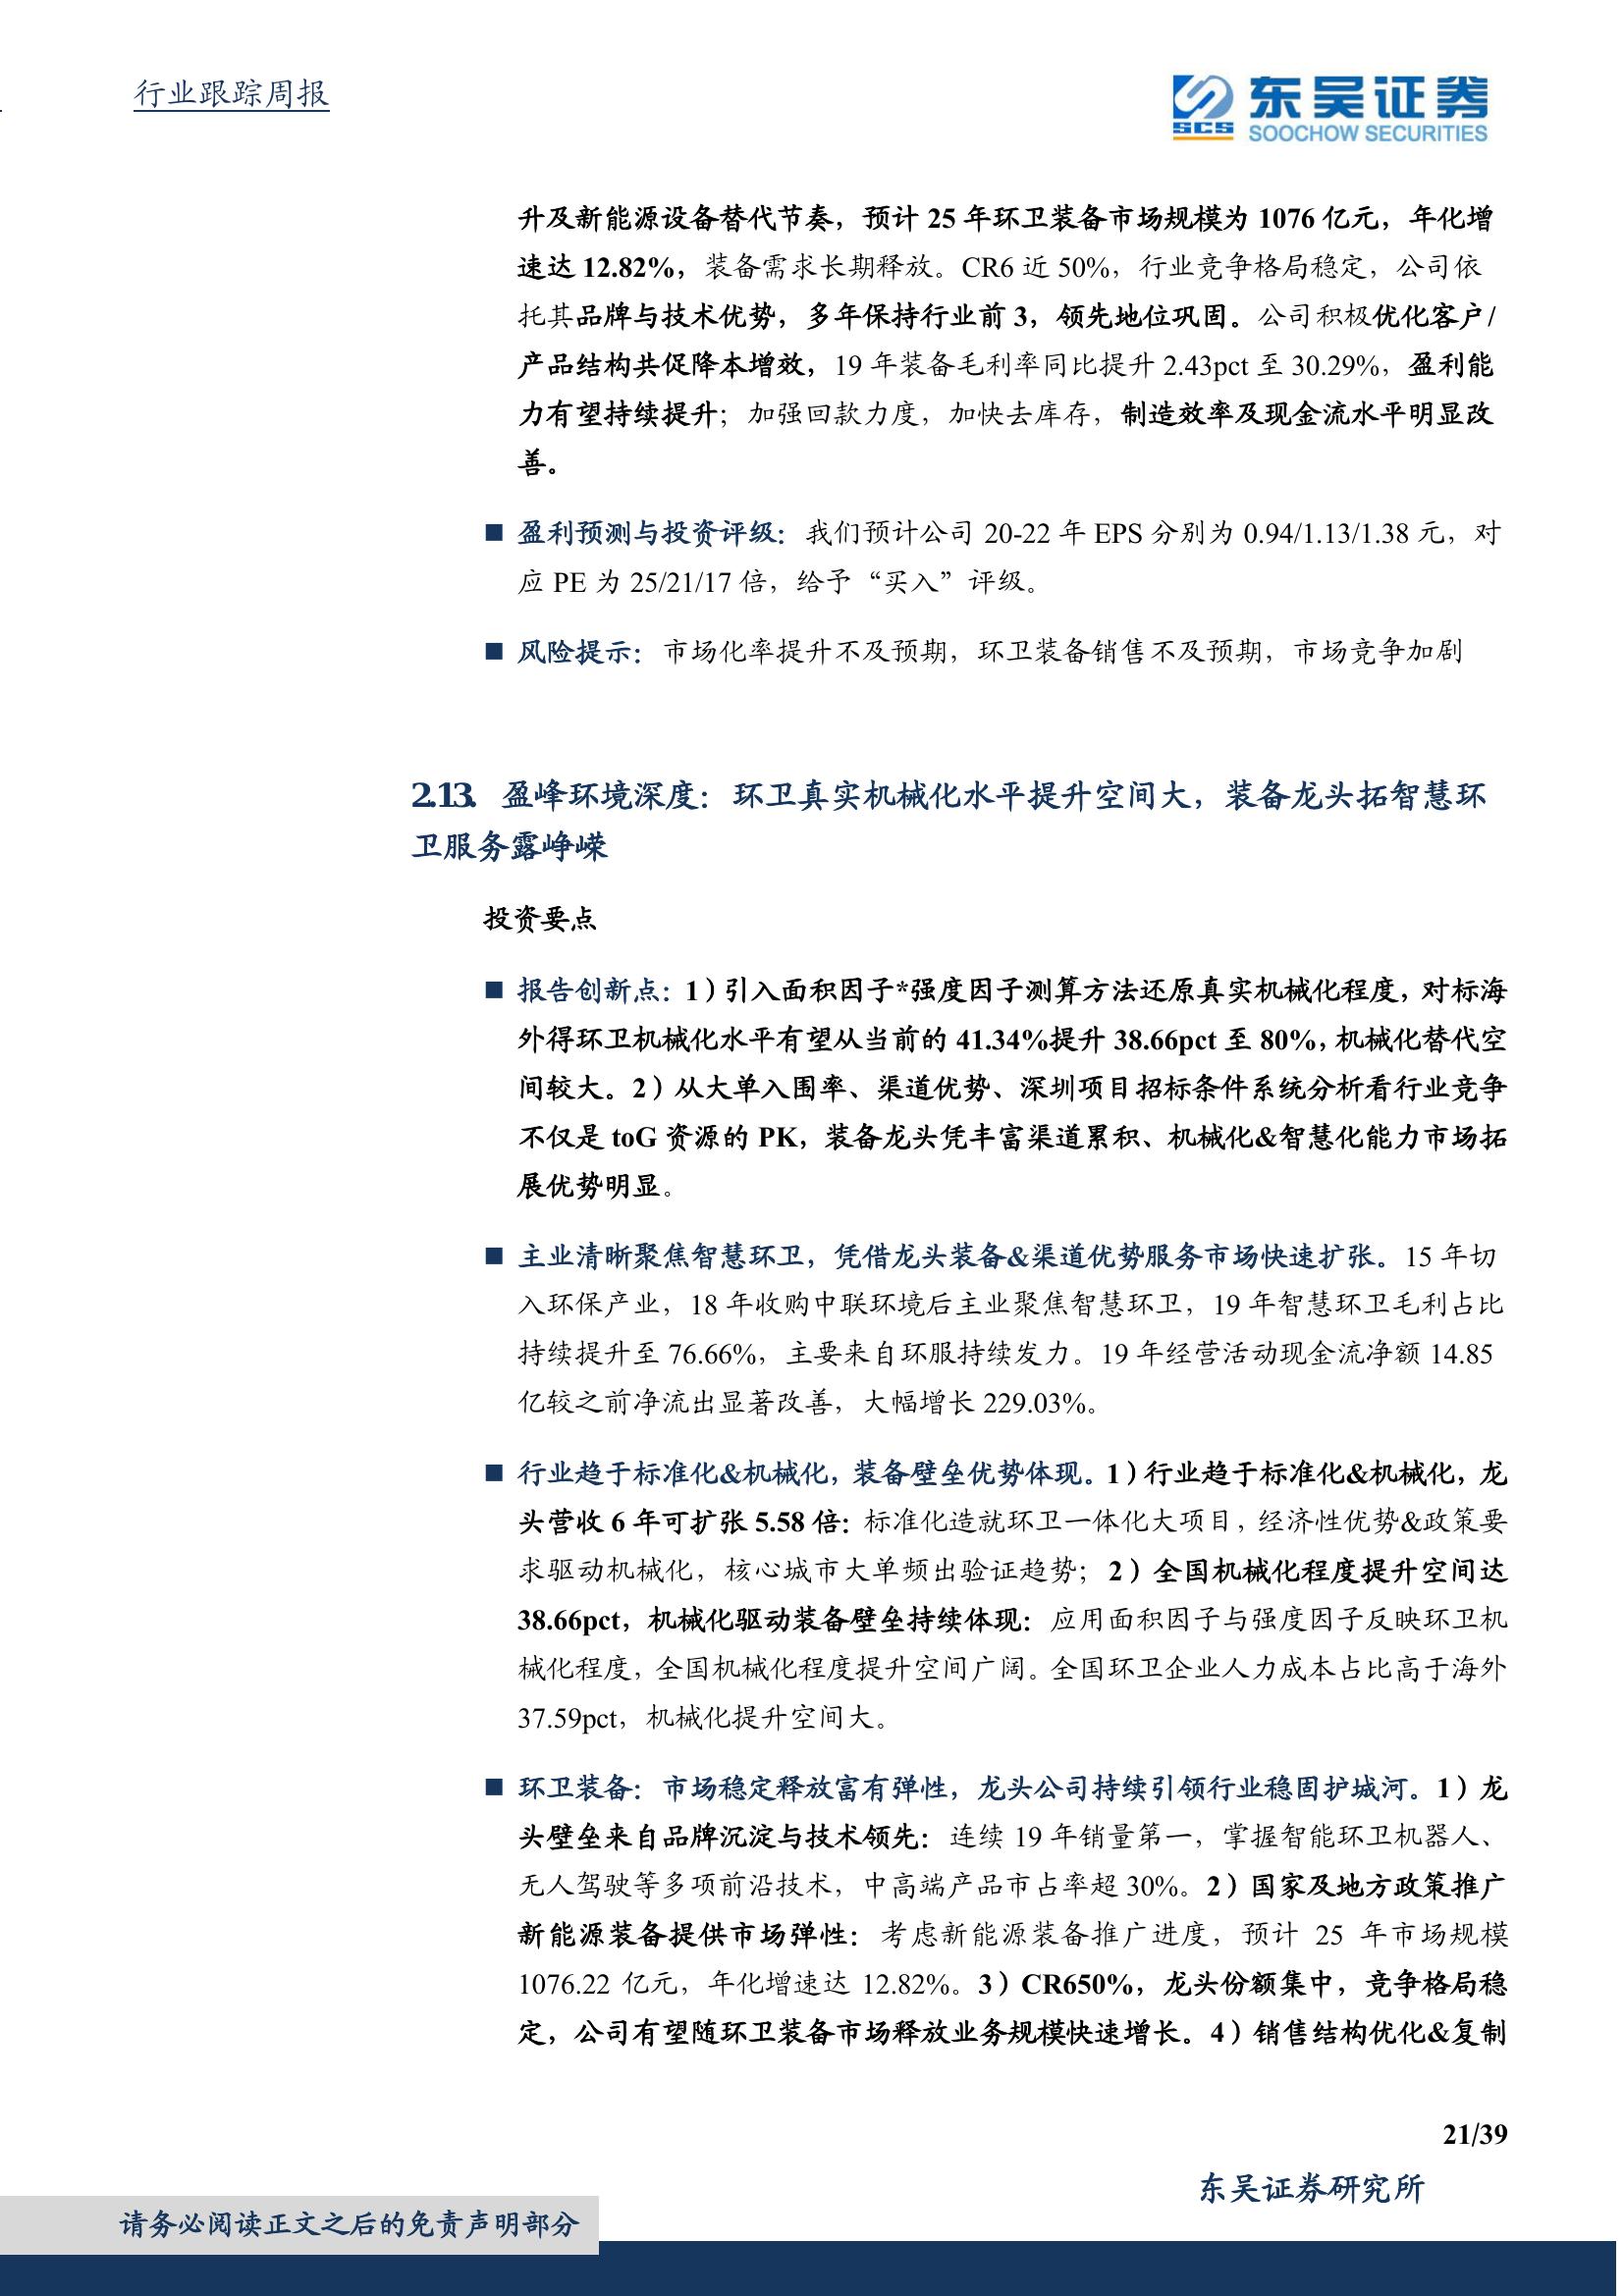 行业跟踪周报
SCS
东吴证券
SOOCHOW SECURITIES
升及新能源设备替代节奏，预计 25 年环卫装备市场规模为 1076 亿元，年化增
速达 12.82%，装备需求长期释放。CR6 近 50%，行业竞争格局稳定，公司依
托其品牌与技术优势，多年保持行业前 3，领先地位巩固。公司积极优化客户/
产品结构共促降本增效，19 年装备毛利率同比提升 2.43pct 至 30.29%，盈利能
力有望持续提升；加强回款力度，加快去库存，制造效率及现金流水平明显改
善。
■ 盈利预测与投资评级：我们预计公司 20-22 年 EPS 分别为 0.94/1.13/1.38 元，对
应 PE 为 25/21/17 倍，给予“买入”评级。
■ 风险提示：市场化率提升不及预期，环卫装备销售不及预期，市场竞争加剧
2.13. 盈峰环境深度：环卫真实机械化水平提升空间大，装备龙头拓智慧环
卫服务露峥嵘
投资要点
■ 报告创新点：1）引入面积因子*强度因子测算方法还原真实机械化程度，对标海
外得环卫机械化水平有望从当前的 41.34%提升 38.66pct 至 80%，机械化替代空
间较大。2）从大单入围率、渠道优势、深圳项目招标条件系统分析看行业竞争
不仅是 toG 资源的 PK，装备龙头凭丰富渠道累积、机械化&智慧化能力市场拓
展优势明显。
■ 主业清晰聚焦智慧环卫，凭借龙头装备&渠道优势服务市场快速扩张。15 年切
入环保产业，18 年收购中联环境后主业聚焦智慧环卫，19 年智慧环卫毛利占比
持续提升至 76.66%，主要来自环服持续发力。19 年经营活动现金流净额 14.85
亿较之前净流出显著改善，大幅增长 229.03%。
■ 行业趋于标准化&机械化，装备壁垒优势体现。1）行业趋于标准化&机械化，龙
头营收 6 年可扩张 5.58 倍：标准化造就环卫一体化大项目，经济性优势&政策要
求驱动机械化，核心城市大单频出验证趋势；2）全国机械化程度提升空间达
38.66pct，机械化驱动装备壁垒持续体现：应用面积因子与强度因子反映环卫机
械化程度，全国机械化程度提升空间广阔。全国环卫企业人力成本占比高于海外
37.59pct，机械化提升空间大。
■ 环卫装备：市场稳定释放富有弹性，龙头公司持续引领行业稳固护城河。1）龙
头壁垒来自品牌沉淀与技术领先：连续 19 年销量第一，掌握智能环卫机器人、
无人驾驶等多项前沿技术，中高端产品市占率超 30%。2）国家及地方政策推广
新能源装备提供市场弹性：考虑新能源装备推广进度，预计 25 年市场规模
1076.22 亿元，年化增速达 12.82%。3）CR650%，龙头份额集中，竞争格局稳
定，公司有望随环卫装备市场释放业务规模快速增长。4）销售结构优化&复制
21/39
东吴证券研究所
请务必阅读正文之后的免责声明部分